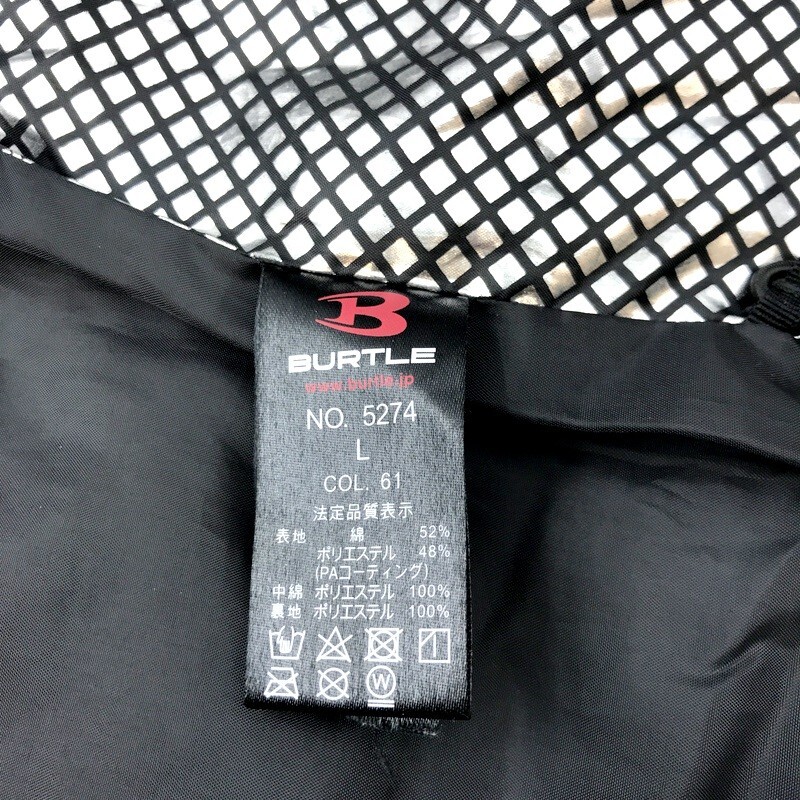 B
BURTLE
www.burtle.jp
NO. 5274
L
COL. 61
法定品質表示
表地 綿 52%
ポリエステル 48%
(PAコーティング)
中綿 ポリエステル 100%
裏地 ポリエステル 100%
W